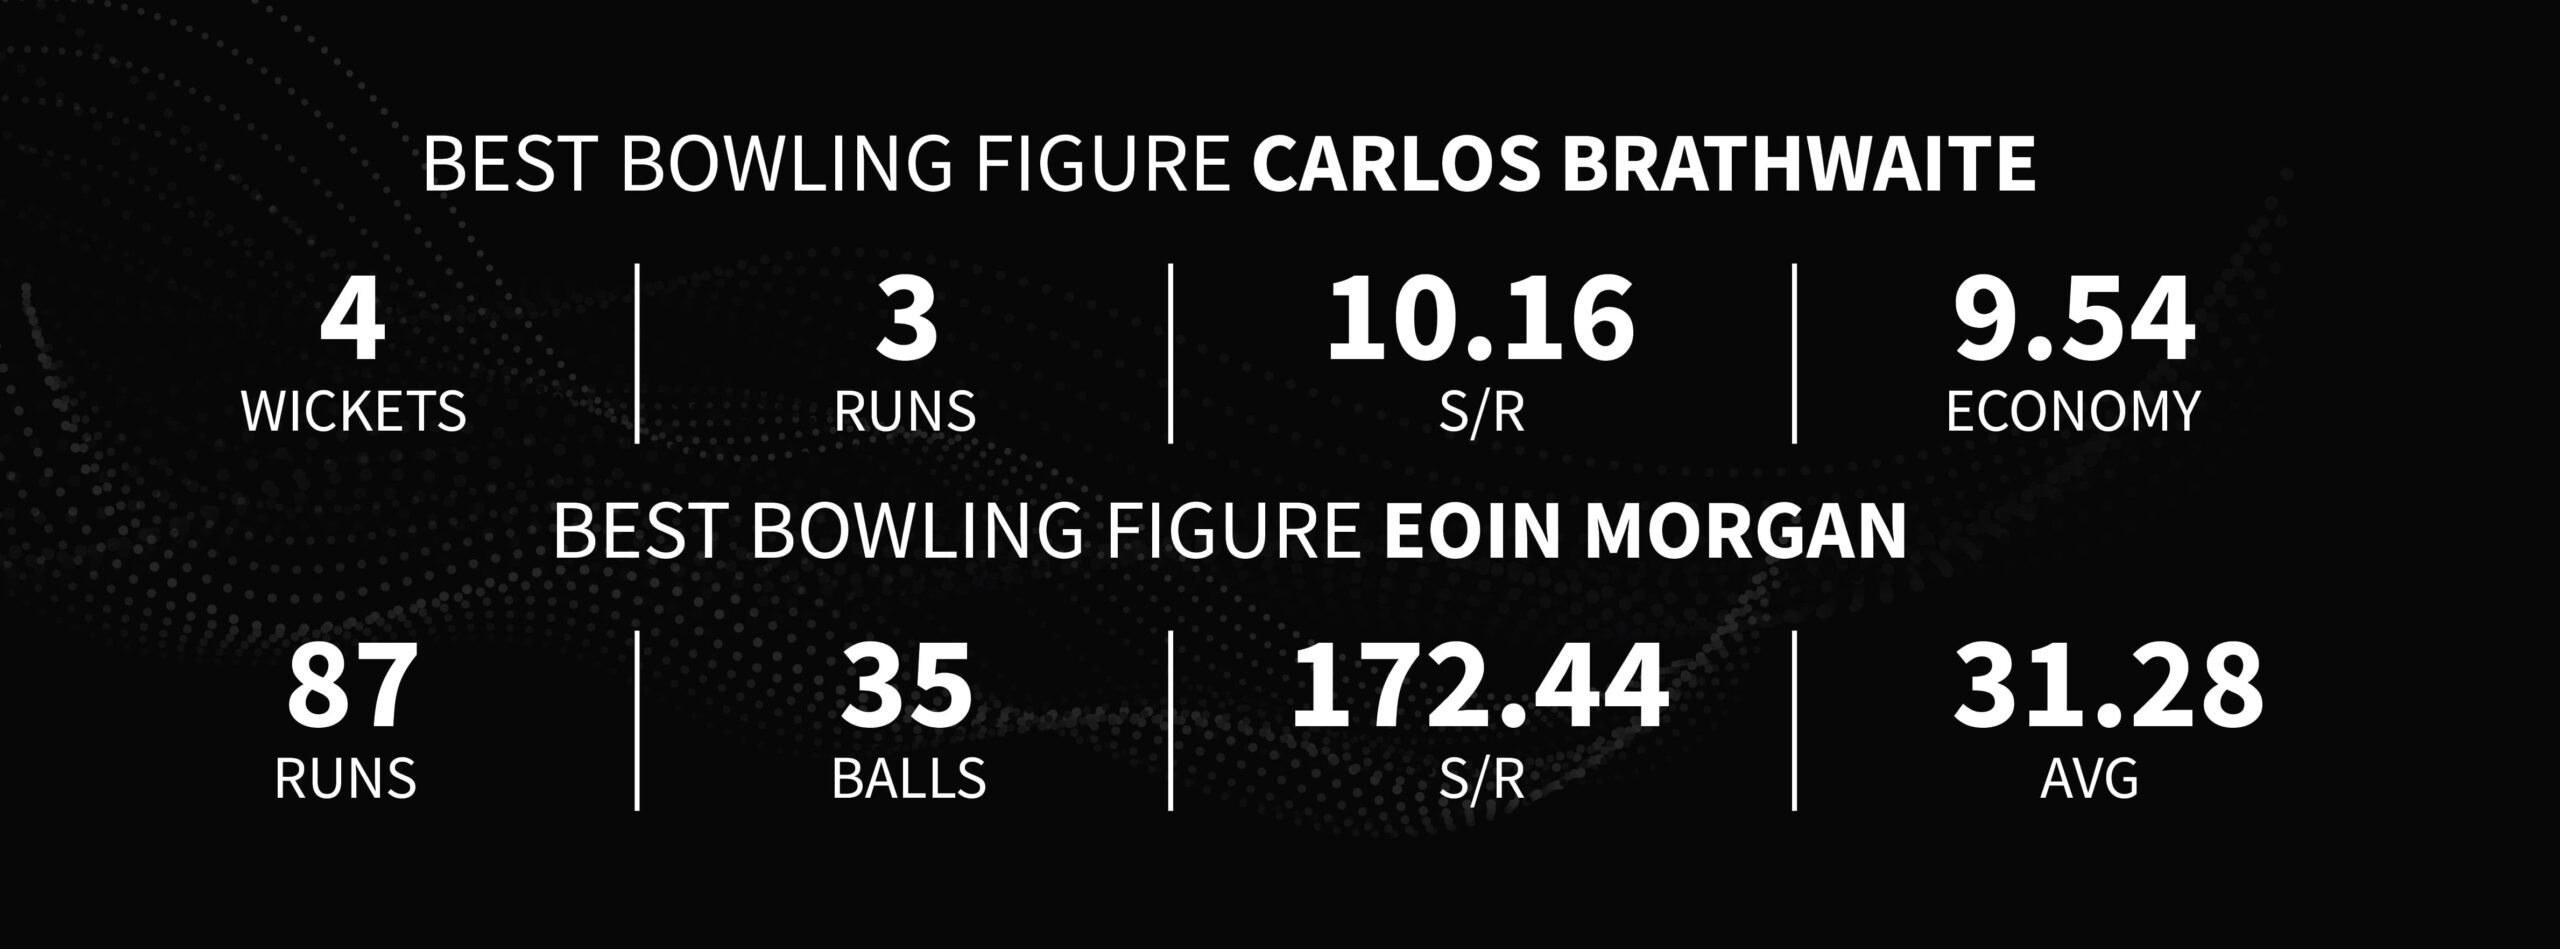 BEST BOWLING FIGURE CARLOS BRATHWAITE
4 3 10.16 9.54
WICKETS RUNS S/R ECONOMY
BEST BOWLING FIGURE EOIN MORGAN
87 35 172.44 31.28
RUNS BALLS S/R AVG